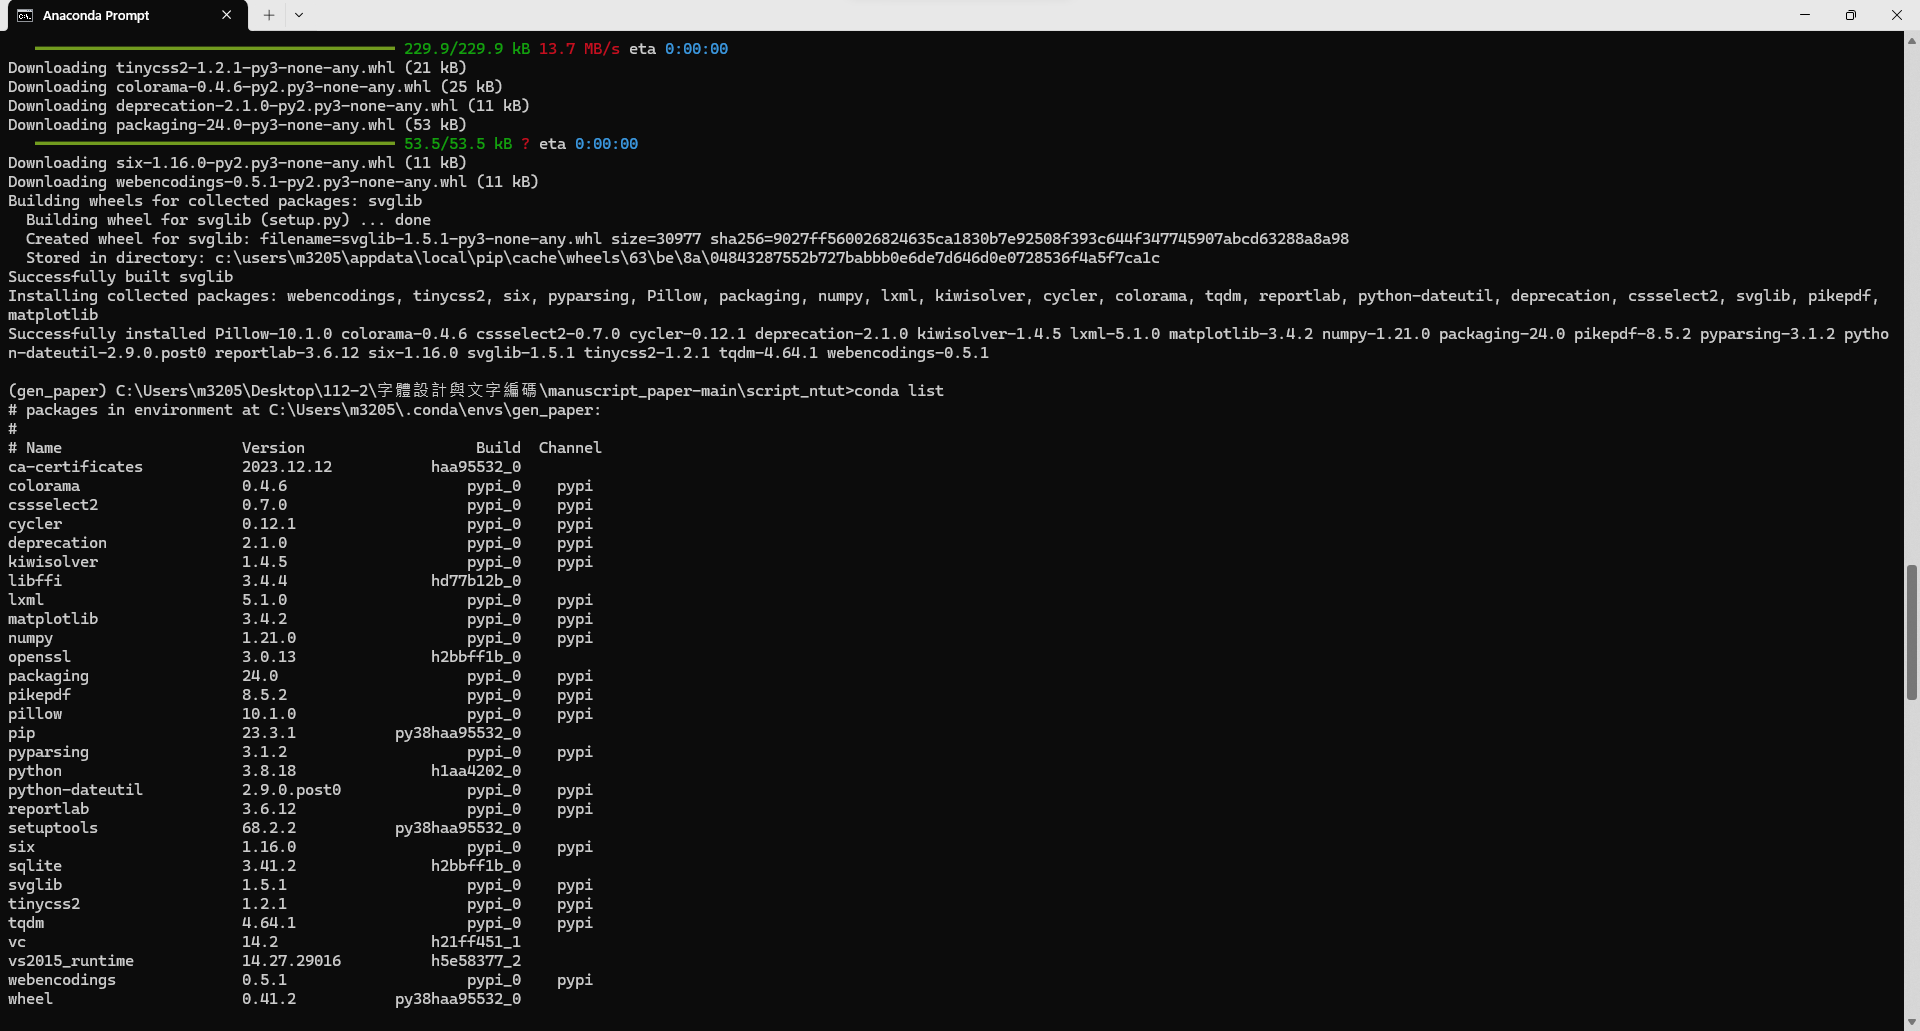 Anaconda Prompt
229.9/229.9 kB 13.7 MB/s eta 0:00:00
Downloading tinycss2-1.2.1-py3-none-any.whl (21 kB)
Downloading colorama-0.4.6-py2.py3-none-any.whl (25 kB)
Downloading deprecation-2.1.0-py2.py3-none-any.whl (11 kB)
Downloading packaging-24.0-py3-none-any.whl (53 kB)
53.5/53.5 kB ? eta 0:00:00
Downloading six-1.16.0-py2.py3-none-any.whl (11 kB)
Downloading webencodings-0.5.1-py2.py3-none-any.whl (11 kB)
Building wheels for collected packages: svglib
Building wheel for svglib (setup.py) ... done
Created wheel for svglib: filename=svglib-1.5.1-py3-none-any.whl size=30977 sha256=9027ff560026824635ca1830b7e92508f393c644f347745907abcd63288a8a98
Stored in directory: c:\users\m3205\appdata\local\pip\cache\wheels\63\be\8a\04843287552b727babbb0e6de7d646d0e0728536f4a5f7ca1c
Successfully built svglib
Installing collected packages: webencodings, tinycss2, six, pyparsing, Pillow, packaging, numpy, lxml, kiwisolver, cycler, colorama, tqdm, reportlab, python-dateutil, deprecation, cssselect2, svglib, pikepdf,
matplotlib
Successfully installed Pillow-10.1.0 colorama-0.4.6 cssselect2-0.7.0 cycler-0.12.1 deprecation-2.1.0 kiwisolver-1.4.5 lxml-5.1.0 matplotlib-3.4.2 numpy-1.21.0 packaging-24.0 pikepdf-8.5.2 pyparsing-3.1.2 pytho
n-dateutil-2.9.0.post0 reportlab-3.6.12 six-1.16.0 svglib-1.5.1 tinycss2-1.2.1 tqdm-4.64.1 webencodings-0.5.1
(gen_paper) C:\Users\m3205\Desktop\112-2\字體設計與文字編碼\manuscript_paper-main\script_ntut>conda list
# packages in environment at C:\Users\m3205\.conda\envs\gen_paper:
#
# Name Version Build Channel
ca-certificates 2023.12.12 haa95532_0
colorama 0.4.6 pypi_0 pypi
cssselect2 0.7.0 pypi_0 pypi
cycler 0.12.1 pypi_0 pypi
deprecation 2.1.0 pypi_0 pypi
kiwisolver 1.4.5 pypi_0 pypi
libffi 3.4.4 hd77b12b_0
lxml 5.1.0 pypi_0 pypi
matplotlib 3.4.2 pypi_0 pypi
numpy 1.21.0 pypi_0 pypi
openssl 3.0.13 h2bbff1b_0
packaging 24.0 pypi_0 pypi
pikepdf 8.5.2 pypi_0 pypi
pillow 10.1.0 pypi_0 pypi
pip 23.3.1 py38haa95532_0
pyparsing 3.1.2 pypi_0 pypi
python 3.8.18 h1aa4202_0
python-dateutil 2.9.0.post0 pypi_0 pypi
reportlab 3.6.12 pypi_0 pypi
setuptools 68.2.2 py38haa95532_0
six 1.16.0 pypi_0 pypi
sqlite 3.41.2 h2bbff1b_0
svglib 1.5.1 pypi_0 pypi
tinycss2 1.2.1 pypi_0 pypi
tqdm 4.64.1 pypi_0 pypi
vc 14.2 h21ff451_1
vs2015_runtime 14.27.29016 h5e58377_2
webencodings 0.5.1 pypi_0 pypi
wheel 0.41.2 py38haa95532_0